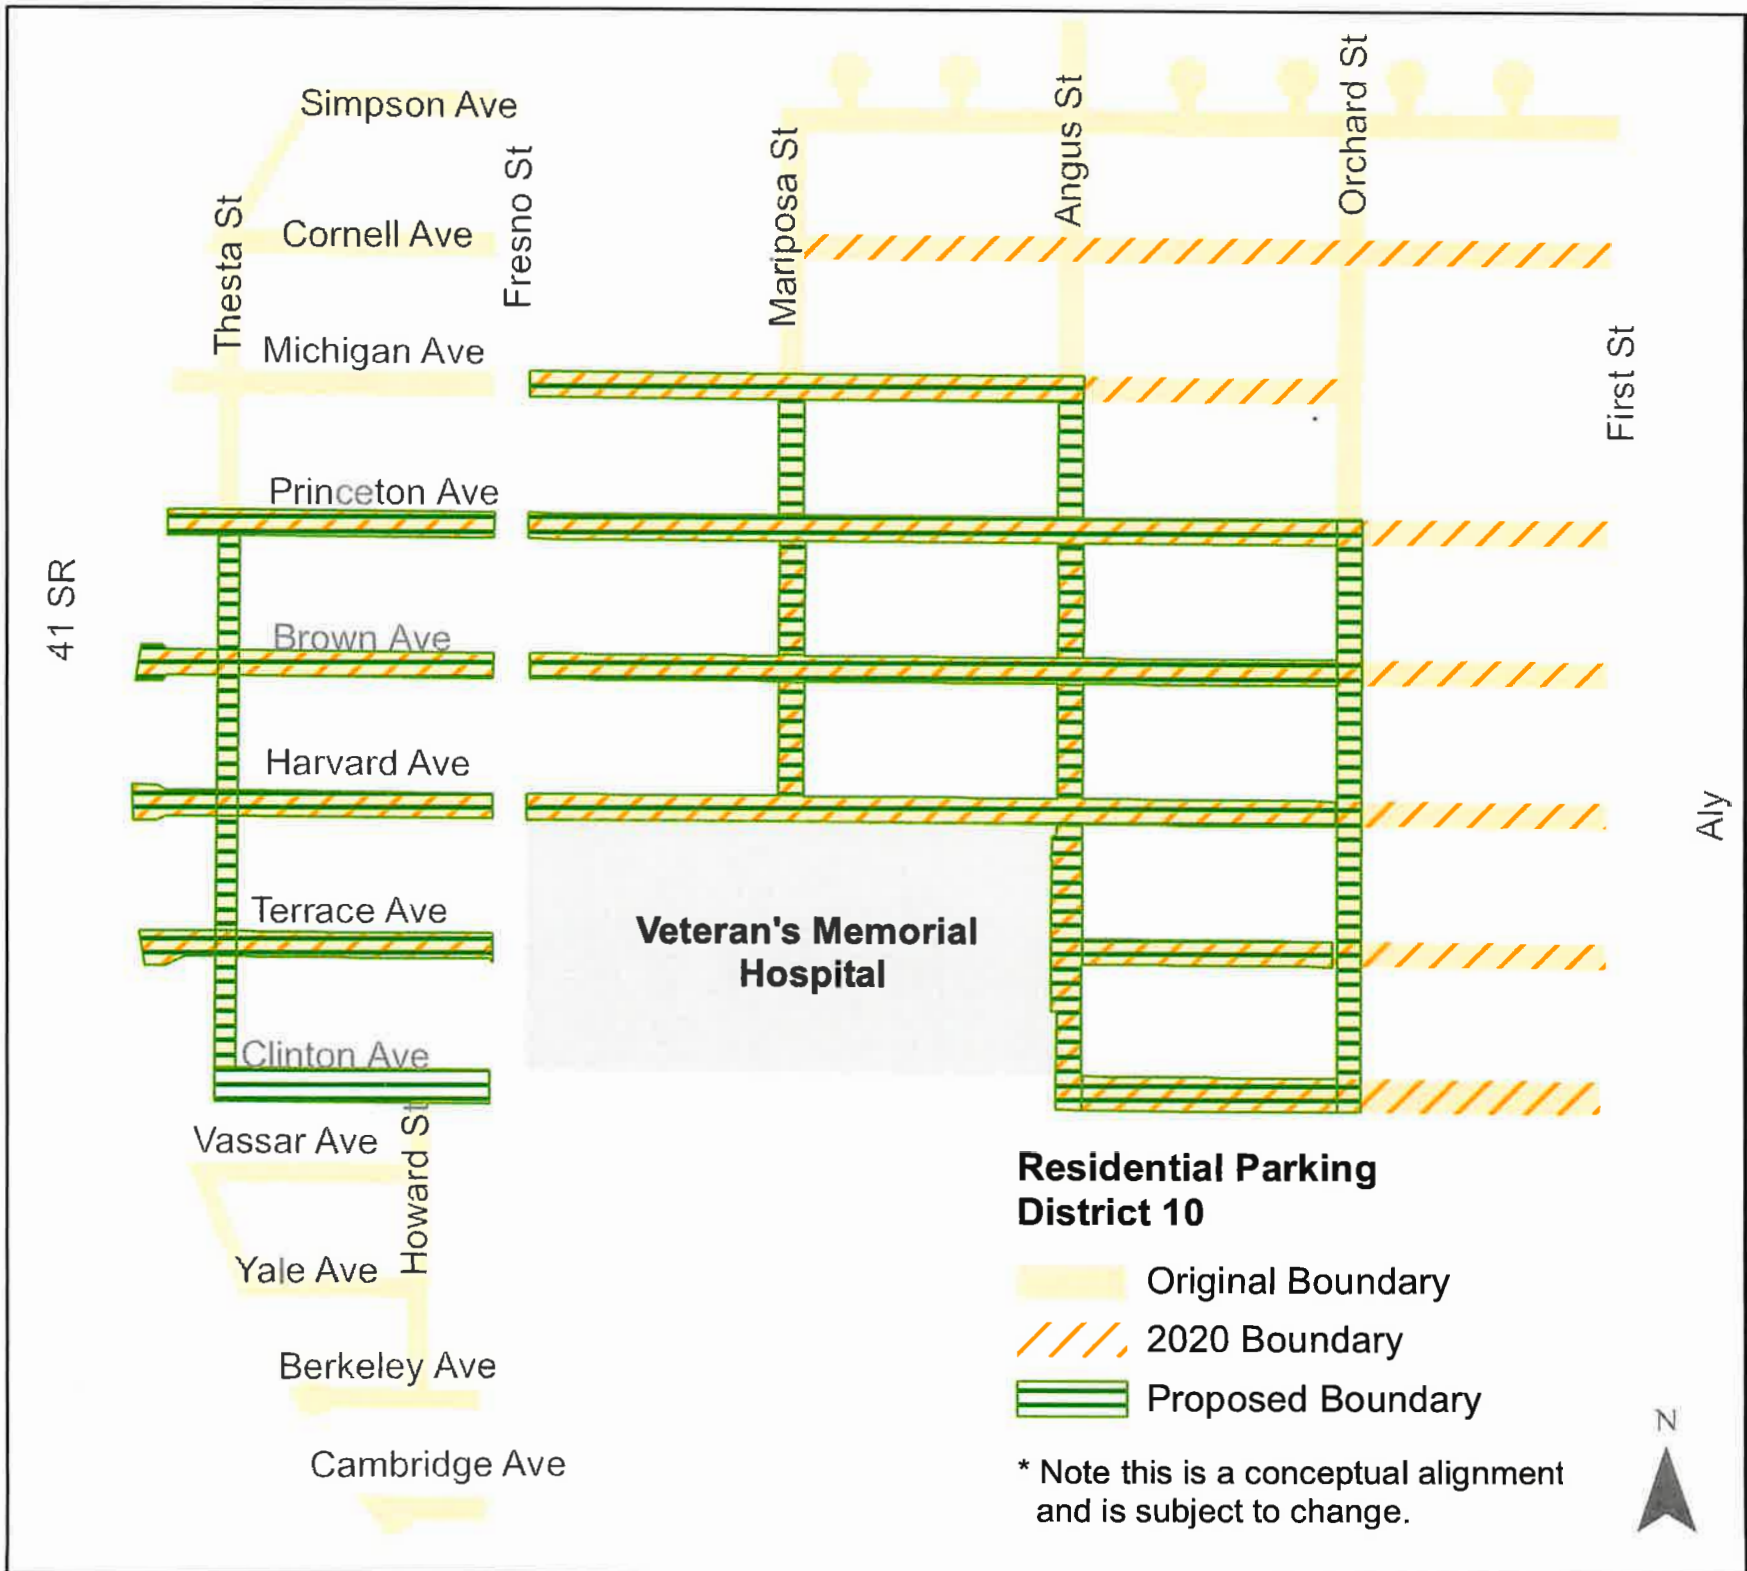 Simpson Ave
Cornell Ave
Thesta St
Fresno St
Mariposa St
Angus St
Orchard St
First St
Michigan Ave
Princeton Ave
41 SR
Brown Ave
Harvard Ave
Aly
Terrace Ave
Veteran's Memorial
Hospital
Clinton Ave
Vassar Ave
Howard St
Yale Ave
Berkeley Ave
Cambridge Ave
Residential Parking
District 10
Original Boundary
2020 Boundary
Proposed Boundary
* Note this is a conceptual alignment
and is subject to change.
N